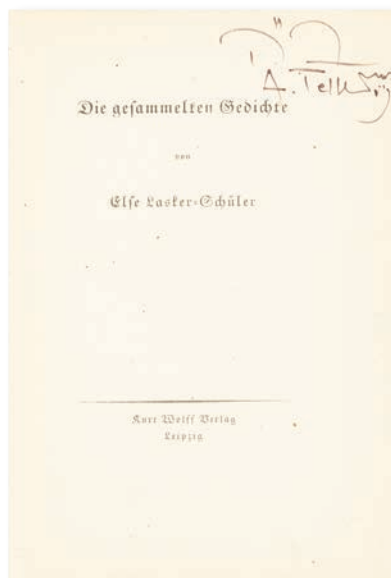 Die gesammelten Gedichte
von
Else Lasker-Schüler
Kurt Wolff Verlag
Leipzig